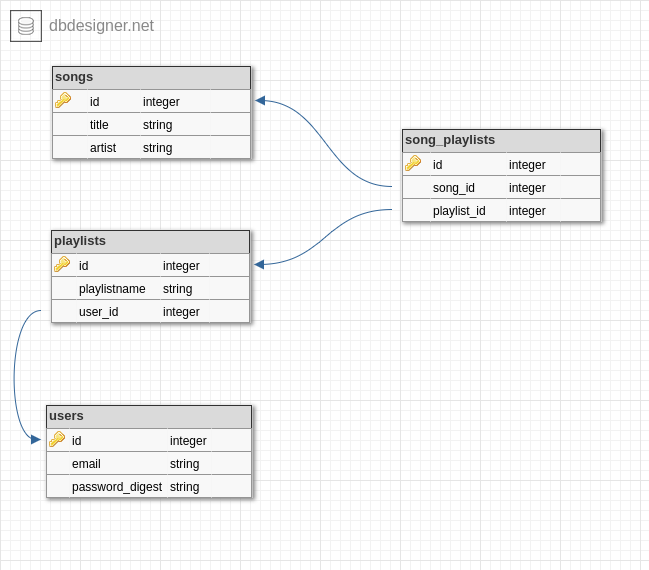 dbdesigner.net
songs
id integer
title string
artist string
song_playlists
id integer
song_id integer
playlist_id integer
playlists
id integer
playlistname string
user_id integer
users
id integer
email string
password_digest string